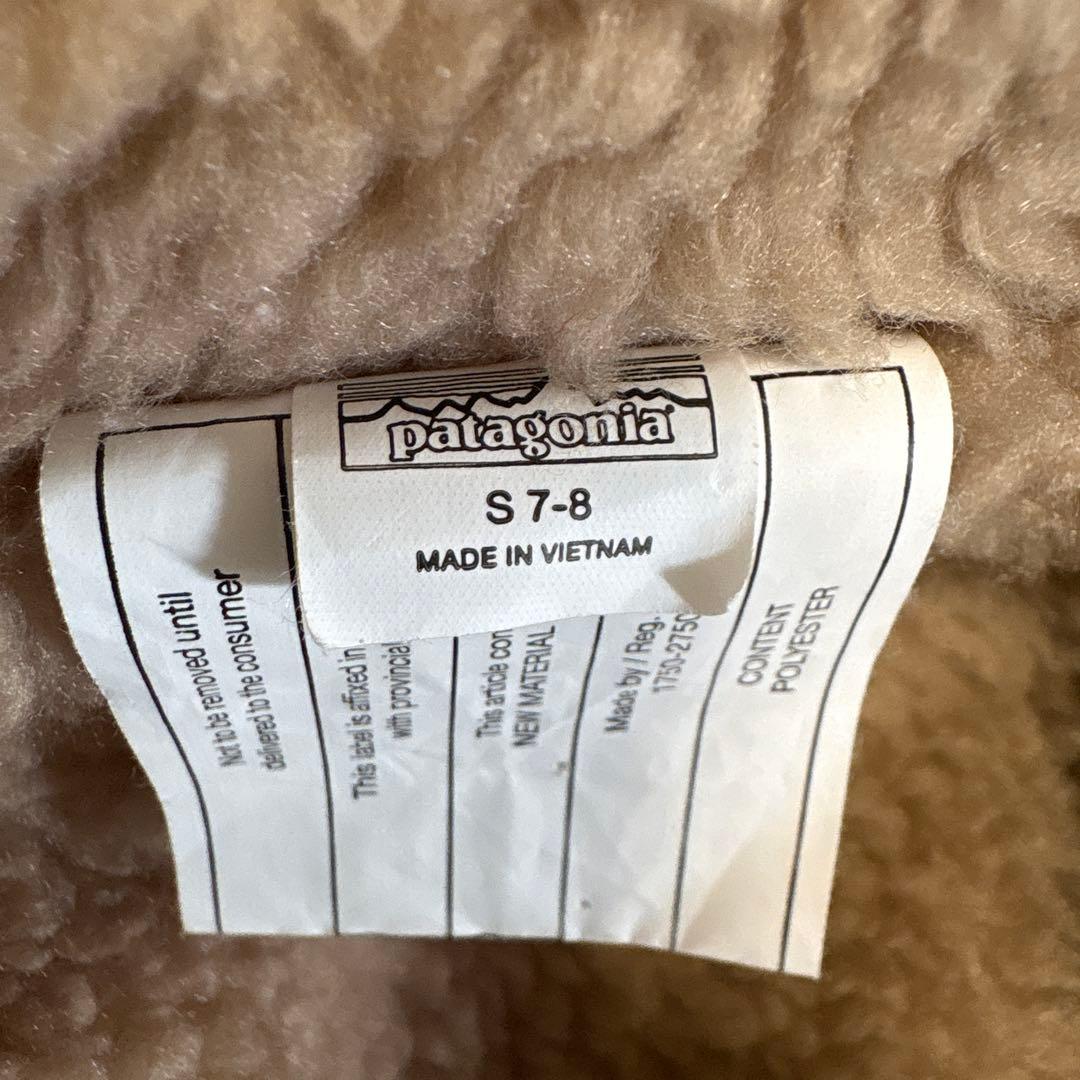 patagonia
S 7-8
MADE IN VIETNAM
Not to be removed until
delivered to the consumer
This label is affixed in
with provincial
This article con
NEW MATERIAL
Made by / Reg.
1750-2750
CONTENT
POLYESTER